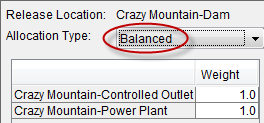 Release Location: Crazy Mountain-Dam
Allocation Type: Balanced
Weight
Crazy Mountain-Controlled Outlet 1.0
Crazy Mountain-Power Plant 1.0